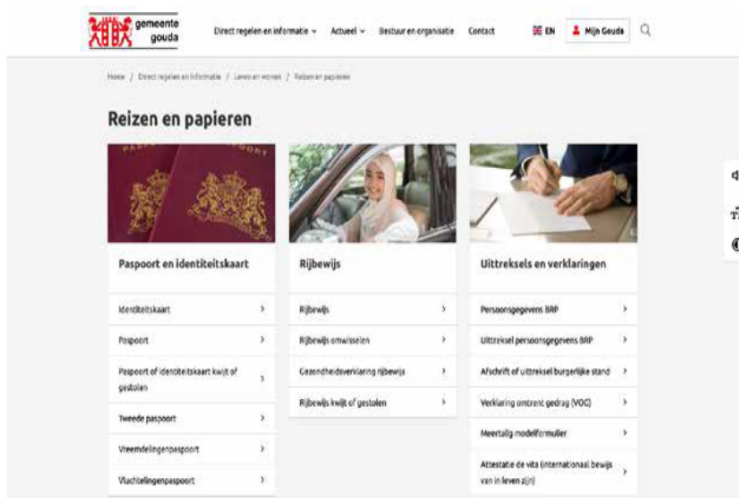 gemeente
gouda
Direct regelen en informatie
Actueel
Bestuur en organisatie
Contact
EN
Mijn Gouda
Home / Direct regelen en informatie / Leven en wonen / Reizen en papieren
Reizen en papieren
PASPOORT
Paspoort en identiteitskaart
Identiteitskaart
Paspoort
Paspoort of identiteitskaart kwijt of
gestolen
Tweede paspoort
Vreemdelingenpaspoort
Vluchtelingenpaspoort
Rijbewijs
Rijbewijs
Rijbewijs omwisselen
Gezondheidsverklaring rijbewijs
Rijbewijs kwijt of gestolen
Uittreksels en verklaringen
Persoonsgegevens BRP
Uittreksel persoonsgegevens BRP
Afschrift of uittreksel burgerlijke stand
Verklaring omtrent gedrag (VOG)
Meertalig modelformulier
Attestatie de vita (internationaal bewijs
van in leven zijn)